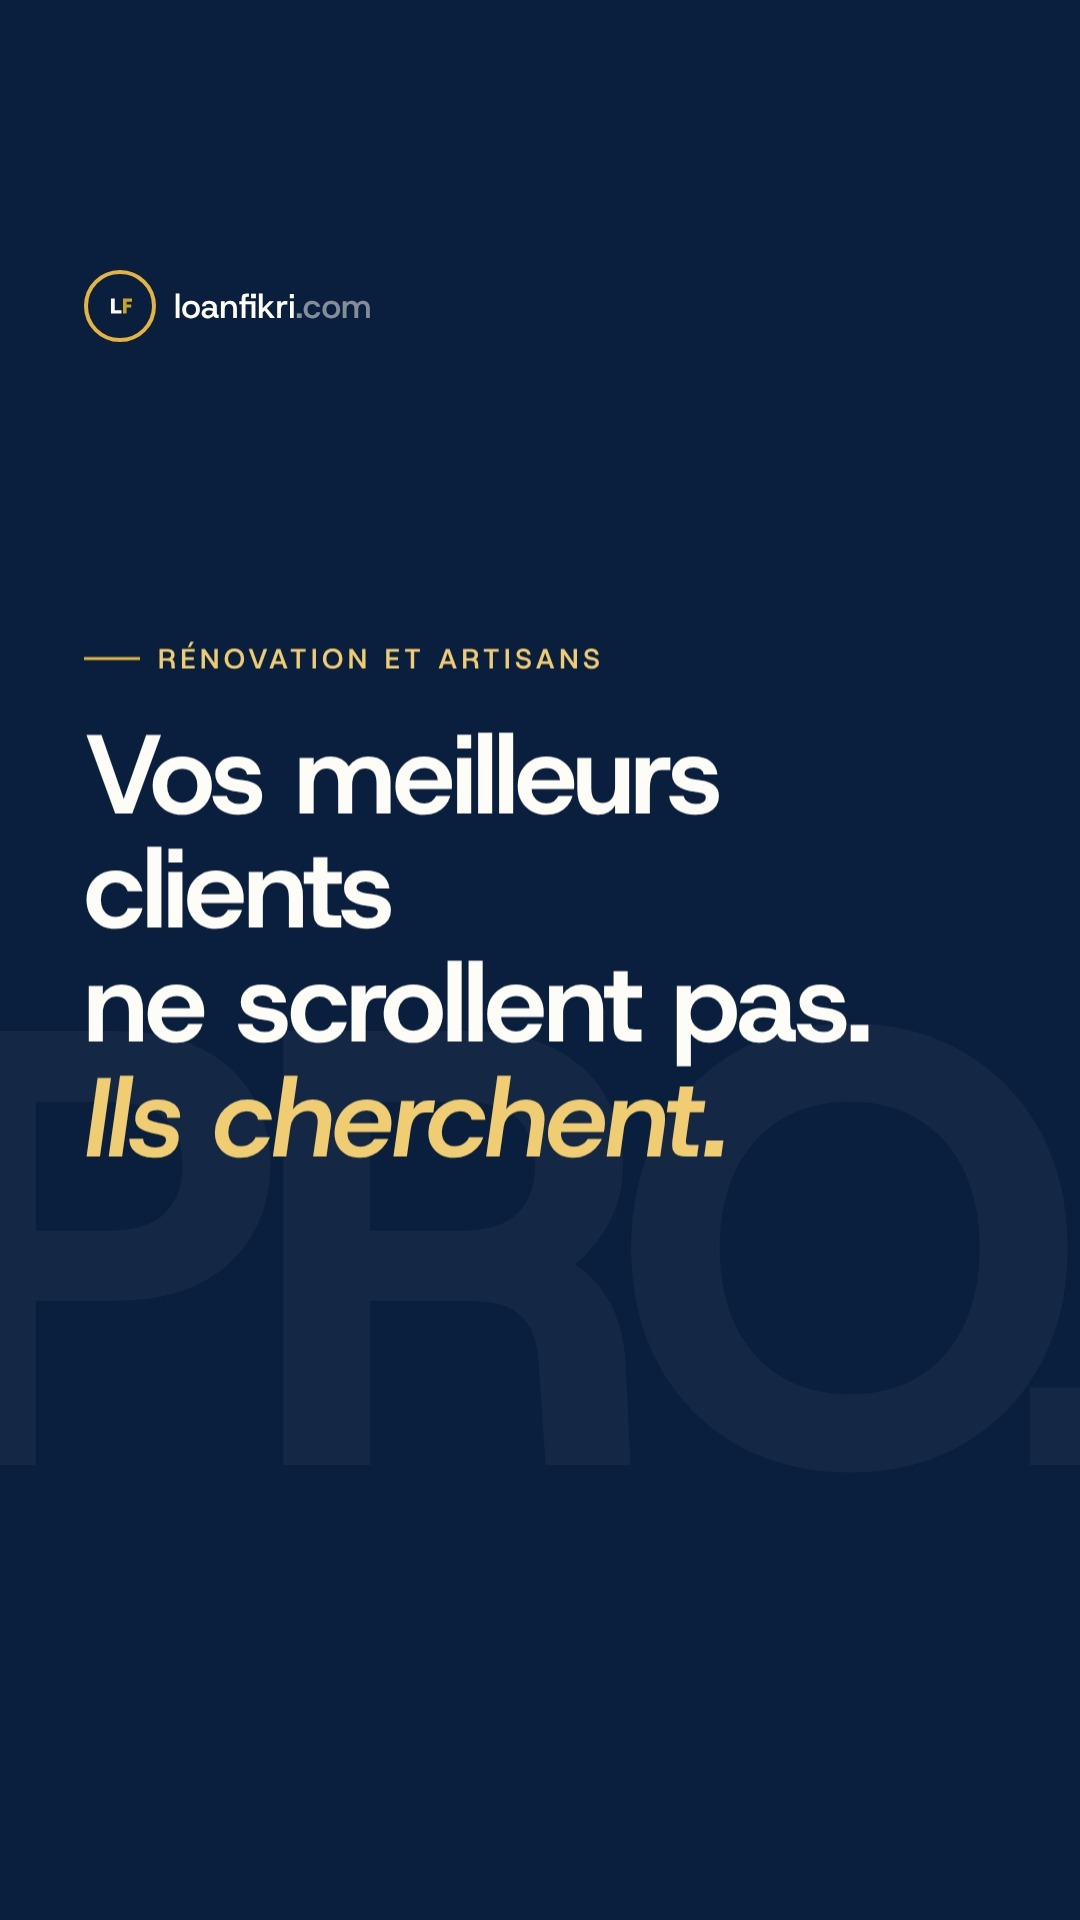 LF loanfikri.com
RÉNOVATION ET ARTISANS
Vos meilleurs
clients
ne scrollent pas.
Ils cherchent.
PRO.